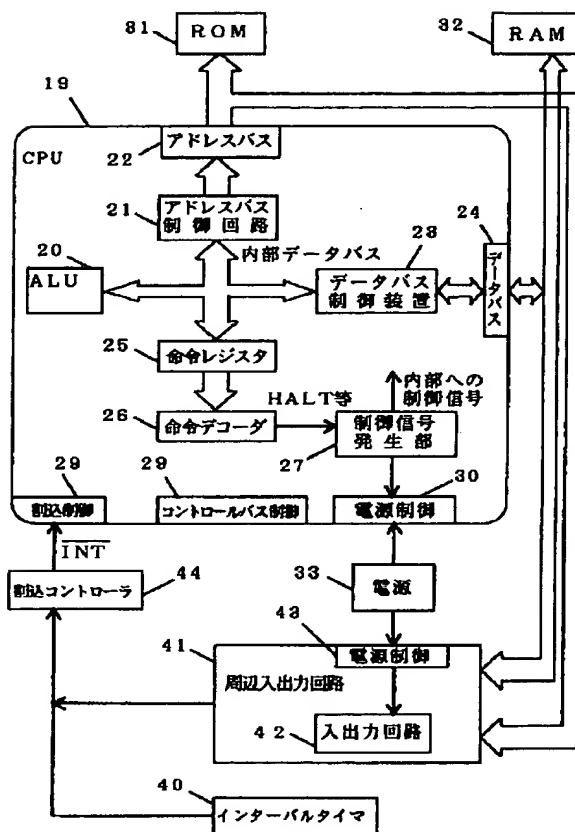 31
ROM
32
RAM
19
CPU
22
アドレスバス
21
アドレスバス
制御回路
20
ALU
内部データバス
23
データバス
制御装置
24
データバス
25
命令レジスタ
26
命令デコーダ
HALT等
内部への
制御信号
制御信号
発生部
27
29
割込制御
29
コントロールバス制御
30
電源制御
INT
割込コントローラ
44
33
電源
43
電源制御
41
周辺入出力回路
42
入出力回路
40
インターバルタイマ